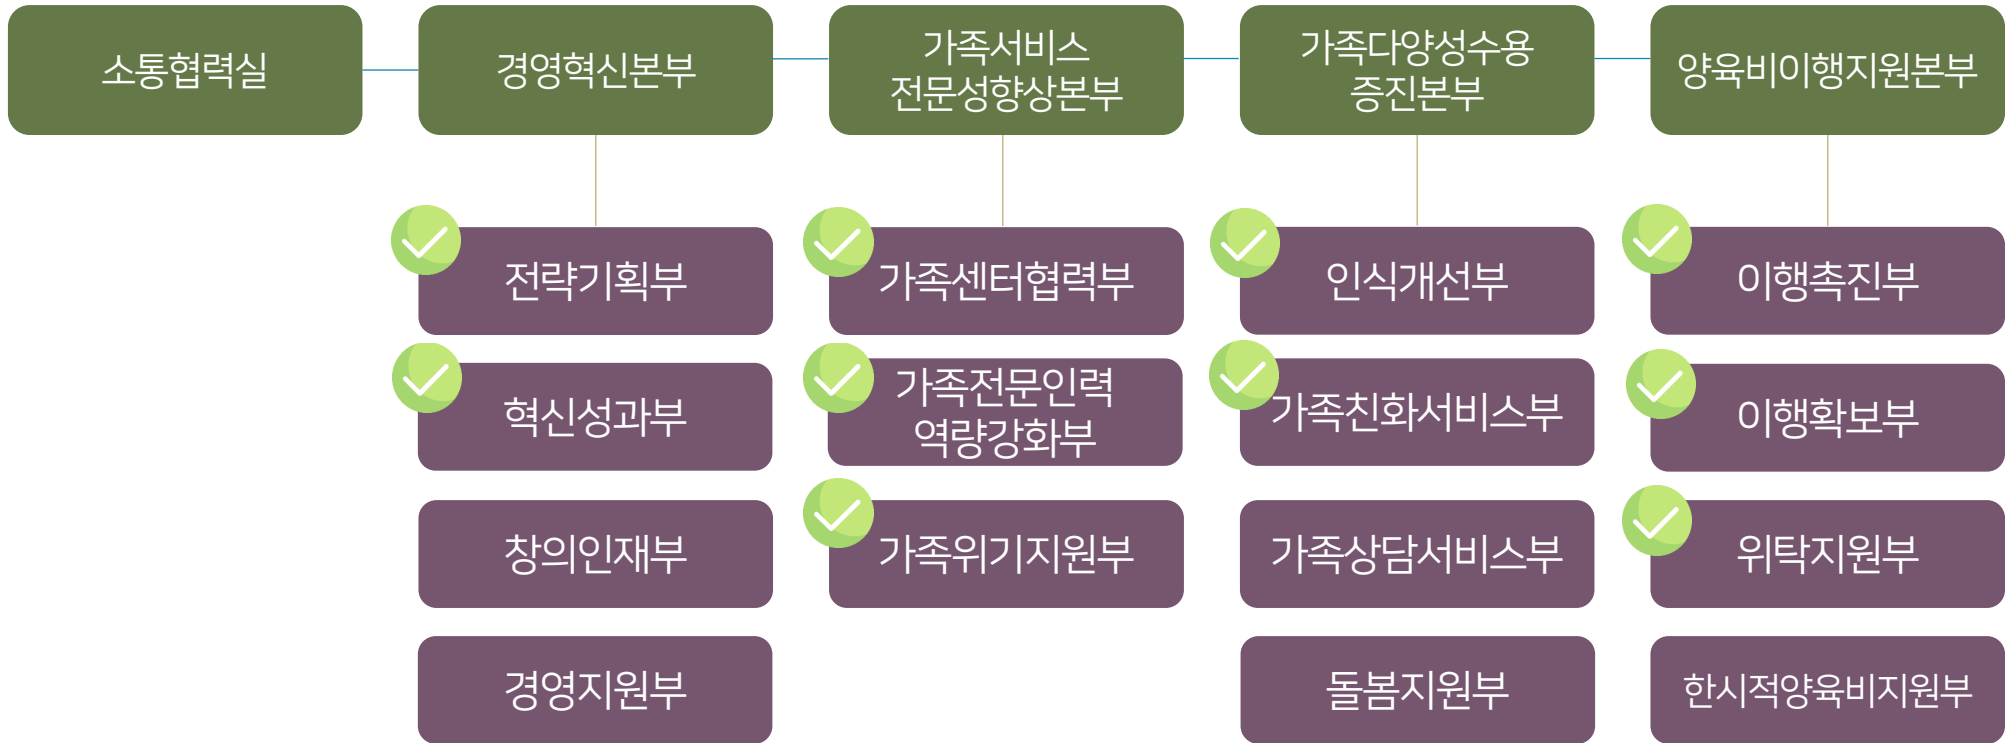 소통협력실
경영혁신본부
가족서비스
전문성향상본부
가족다양성수용
증진본부
양육비이행지원본부
전략기획부
가족센터협력부
인식개선부
이행촉진부
혁신성과부
가족전문인력
역량강화부
가족친화서비스부
이행확보부
창의인재부
가족위기지원부
가족상담서비스부
위탁지원부
경영지원부
돌봄지원부
한시적양육비지원부